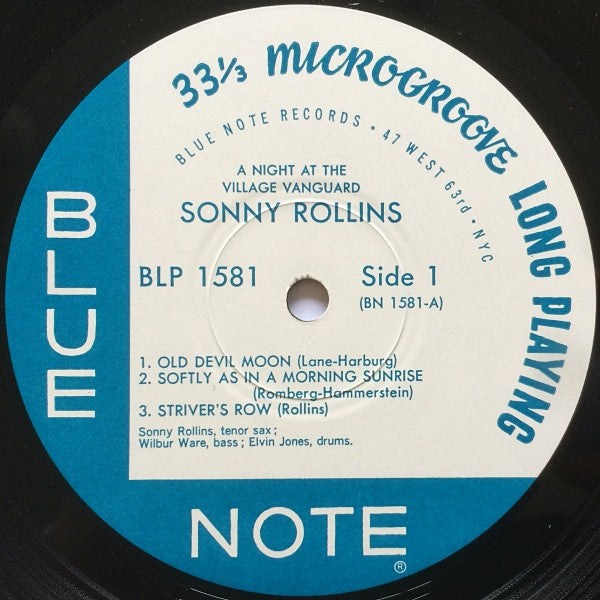 33⅓ MICROGROOVE LONG PLAYING
BLUE NOTE RECORDS • 47 WEST 63rd • NYC
A NIGHT AT THE
VILLAGE VANGUARD
SONNY ROLLINS
BLP 1581
Side 1
(BN 1581-A)
1. OLD DEVIL MOON (Lane-Harburg)
2. SOFTLY AS IN A MORNING SUNRISE
(Romberg-Hammerstein)
3. STRIVER'S ROW (Rollins)
Sonny Rollins, tenor sax;
Wilbur Ware, bass; Elvin Jones, drums.
BLUE
NOTE®